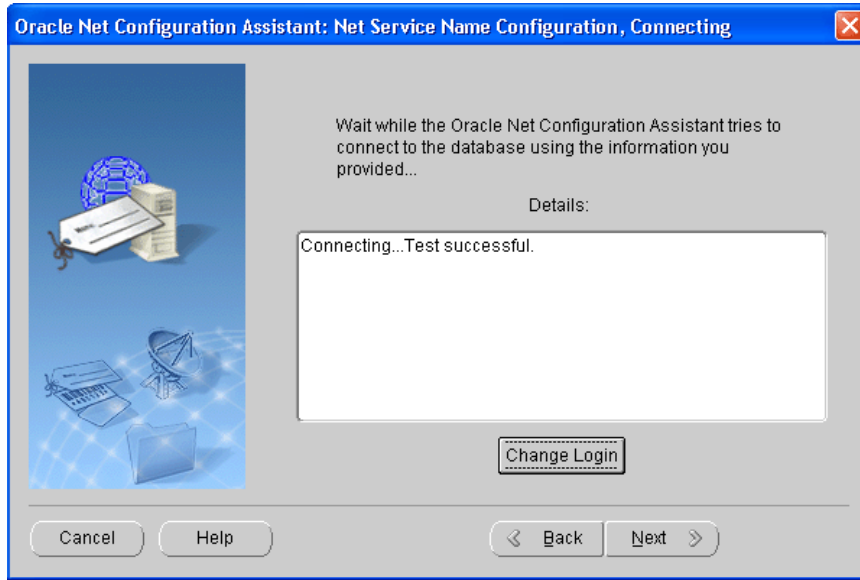 Oracle Net Configuration Assistant: Net Service Name Configuration, Connecting
Wait while the Oracle Net Configuration Assistant tries to
connect to the database using the information you
provided...
Details:
Connecting...Test successful.
Change Login
Cancel
Help
Back
Next